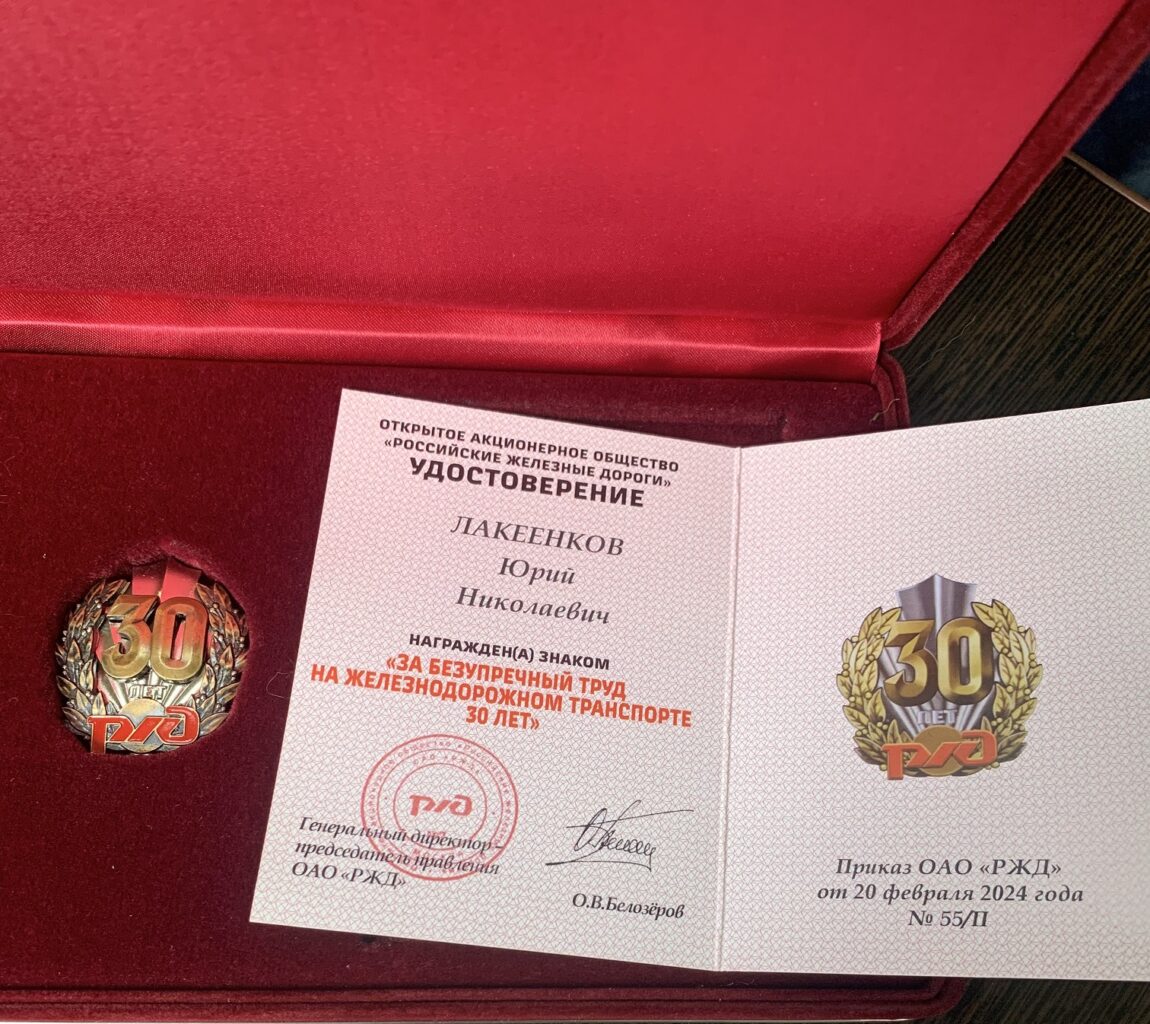 30
ЛЕТ
РЖД
ОТКРЫТОЕ АКЦИОНЕРНОЕ ОБЩЕСТВО
«РОССИЙСКИЕ ЖЕЛЕЗНЫЕ ДОРОГИ»
УДОСТОВЕРЕНИЕ
ЛАКЕЕНКОВ
Юрий
Николаевич
НАГРАЖДЕН(А) ЗНАКОМ
«ЗА БЕЗУПРЕЧНЫЙ ТРУД
НА ЖЕЛЕЗНОДОРОЖНОМ ТРАНСПОРТЕ
30 ЛЕТ»
РЖД
Генеральный директор –
председатель правления
ОАО «РЖД»
О.В.Белозёров
30
ЛЕТ
РЖД
Приказ ОАО «РЖД»
от 20 февраля 2024 года
№ 55/П